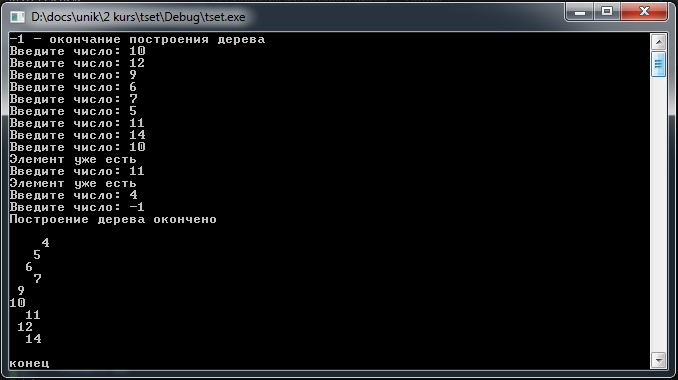 D:\docs\unik\2 kurs\tset\Debug\tset.exe
-1 - окончание построения дерева
Введите число: 10
Введите число: 12
Введите число: 9
Введите число: 6
Введите число: 7
Введите число: 5
Введите число: 11
Введите число: 14
Введите число: 10
Элемент уже есть
Введите число: 11
Элемент уже есть
Введите число: 4
Введите число: -1
Построение дерева окончено
    4
   5
  6
   7
 9
10
  11
 12
  14
конец